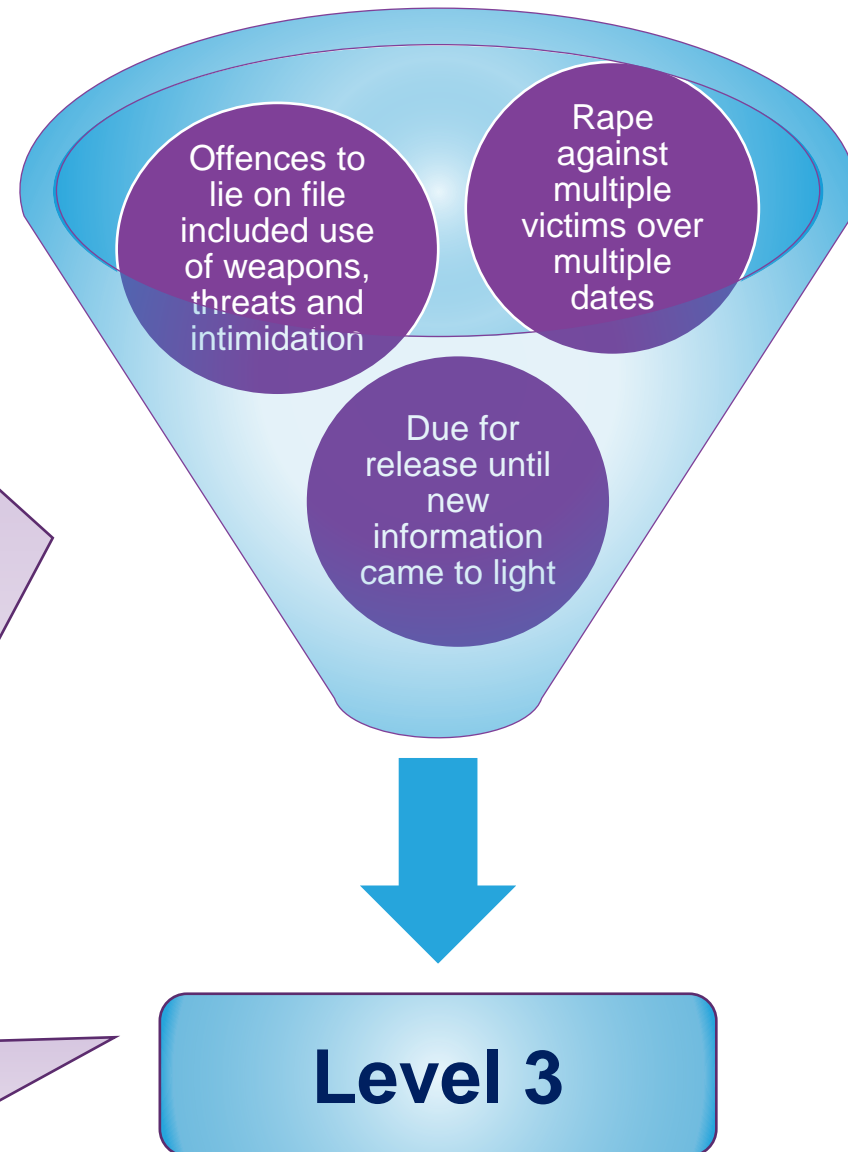 Offences to
lie on file
included use
of weapons,
threats and
intimidation
Rape
against
multiple
victims over
multiple
dates
Due for
release until
new
information
came to light
Level 3